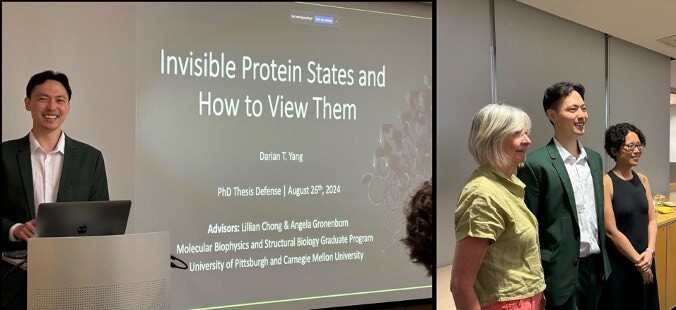 Invisible Protein States and
How to View Them
Darian T. Yang
PhD Thesis Defense | August 26th, 2024
Advisors: Lillian Chong & Angela Gronenborn
Molecular Biophysics and Structural Biology Graduate Program
University of Pittsburgh and Carnegie Mellon University